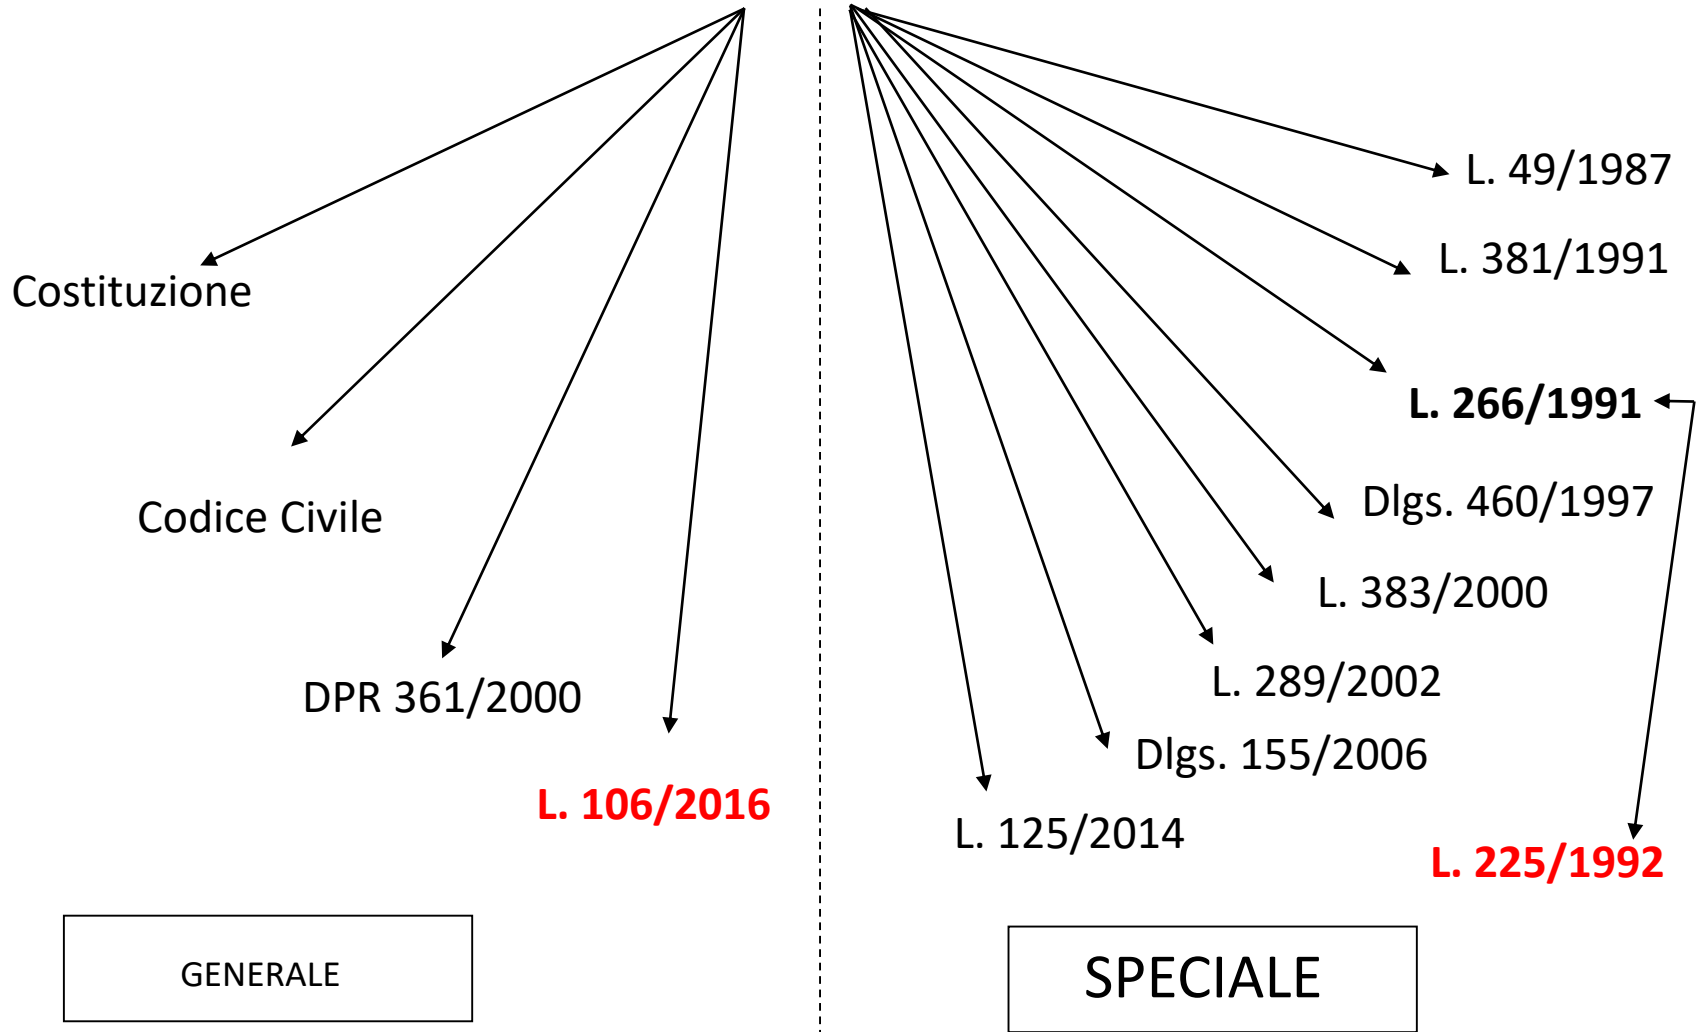 Costituzione
Codice Civile
DPR 361/2000
L. 106/2016
GENERALE
L. 49/1987
L. 381/1991
L. 266/1991
Dlgs. 460/1997
L. 383/2000
L. 289/2002
Dlgs. 155/2006
L. 125/2014
L. 225/1992
SPECIALE